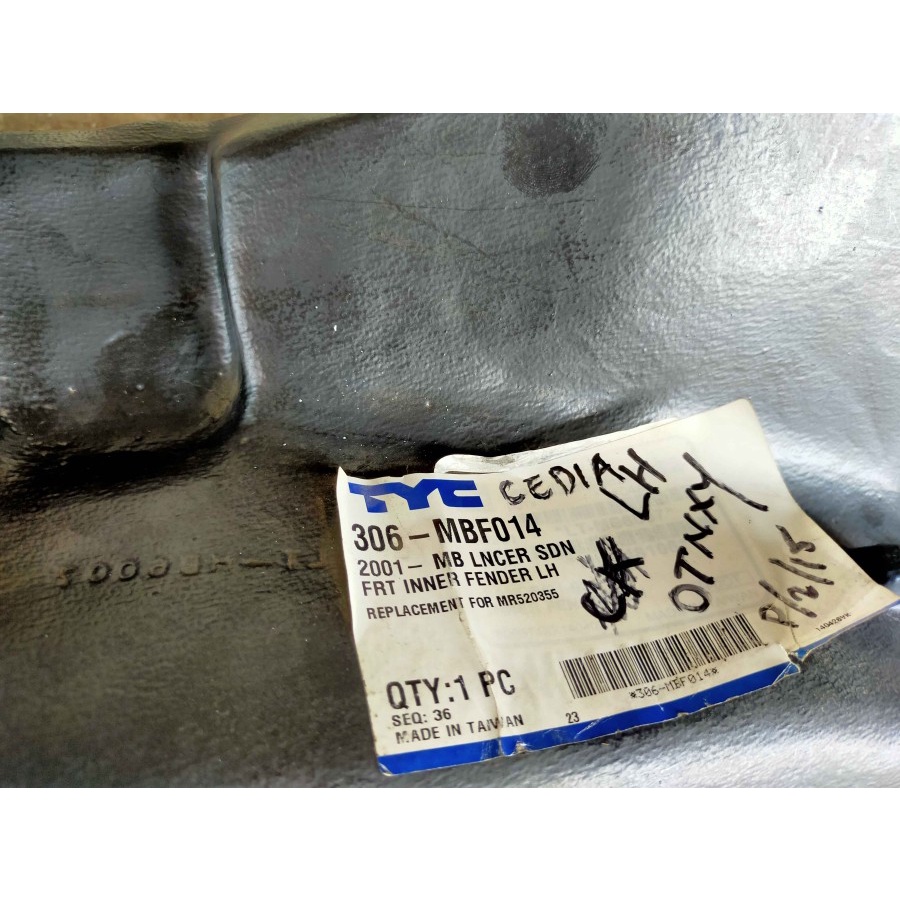 TYC
CEDIA LH
306-MBF014
OTNXY
2001- MB LNCER SDN
FRT INNER FENDER LH
REPLACEMENT FOR MR520355
QTY:1 PC
SEQ: 36
MADE IN TAIWAN
23
*306-MBF014*